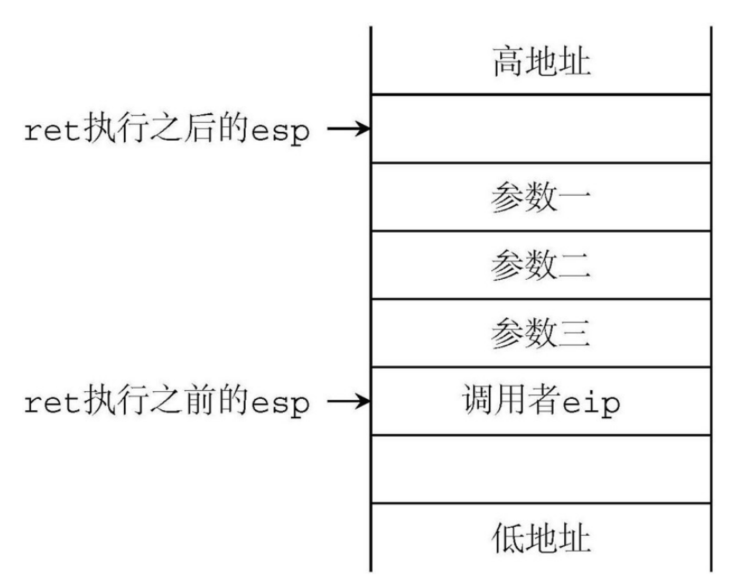 高地址
ret执行之后的esp
参数一
参数二
参数三
ret执行之前的esp
调用者eip
低地址